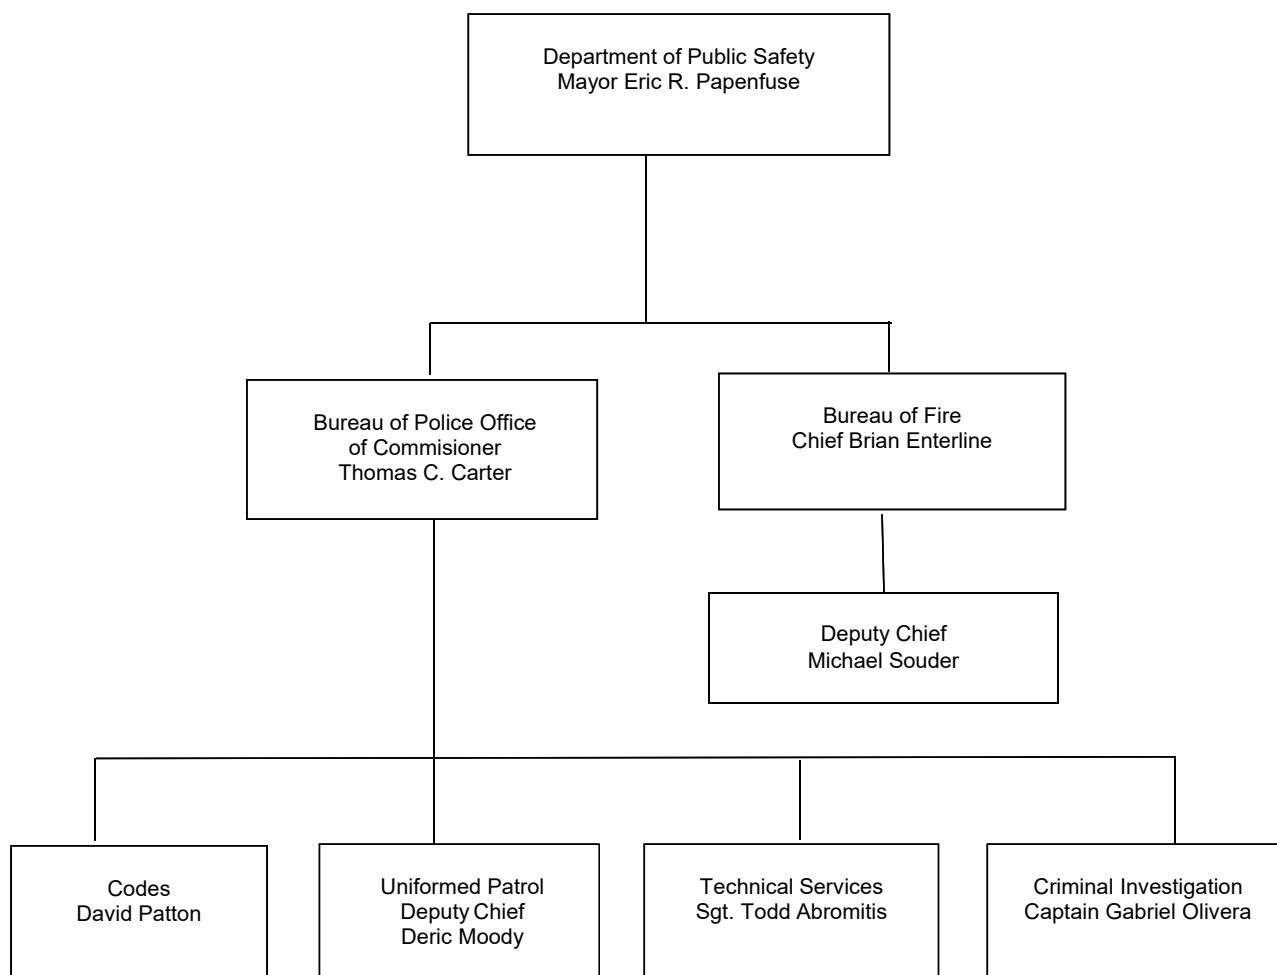 Department of Public Safety
Mayor Eric R. Papenfuse
Bureau of Police Office
of Commisioner
Thomas C. Carter
Bureau of Fire
Chief Brian Enterline
Deputy Chief
Michael Souder
Codes
David Patton
Uniformed Patrol
Deputy Chief
Deric Moody
Technical Services
Sgt. Todd Abromitis
Criminal Investigation
Captain Gabriel Olivera